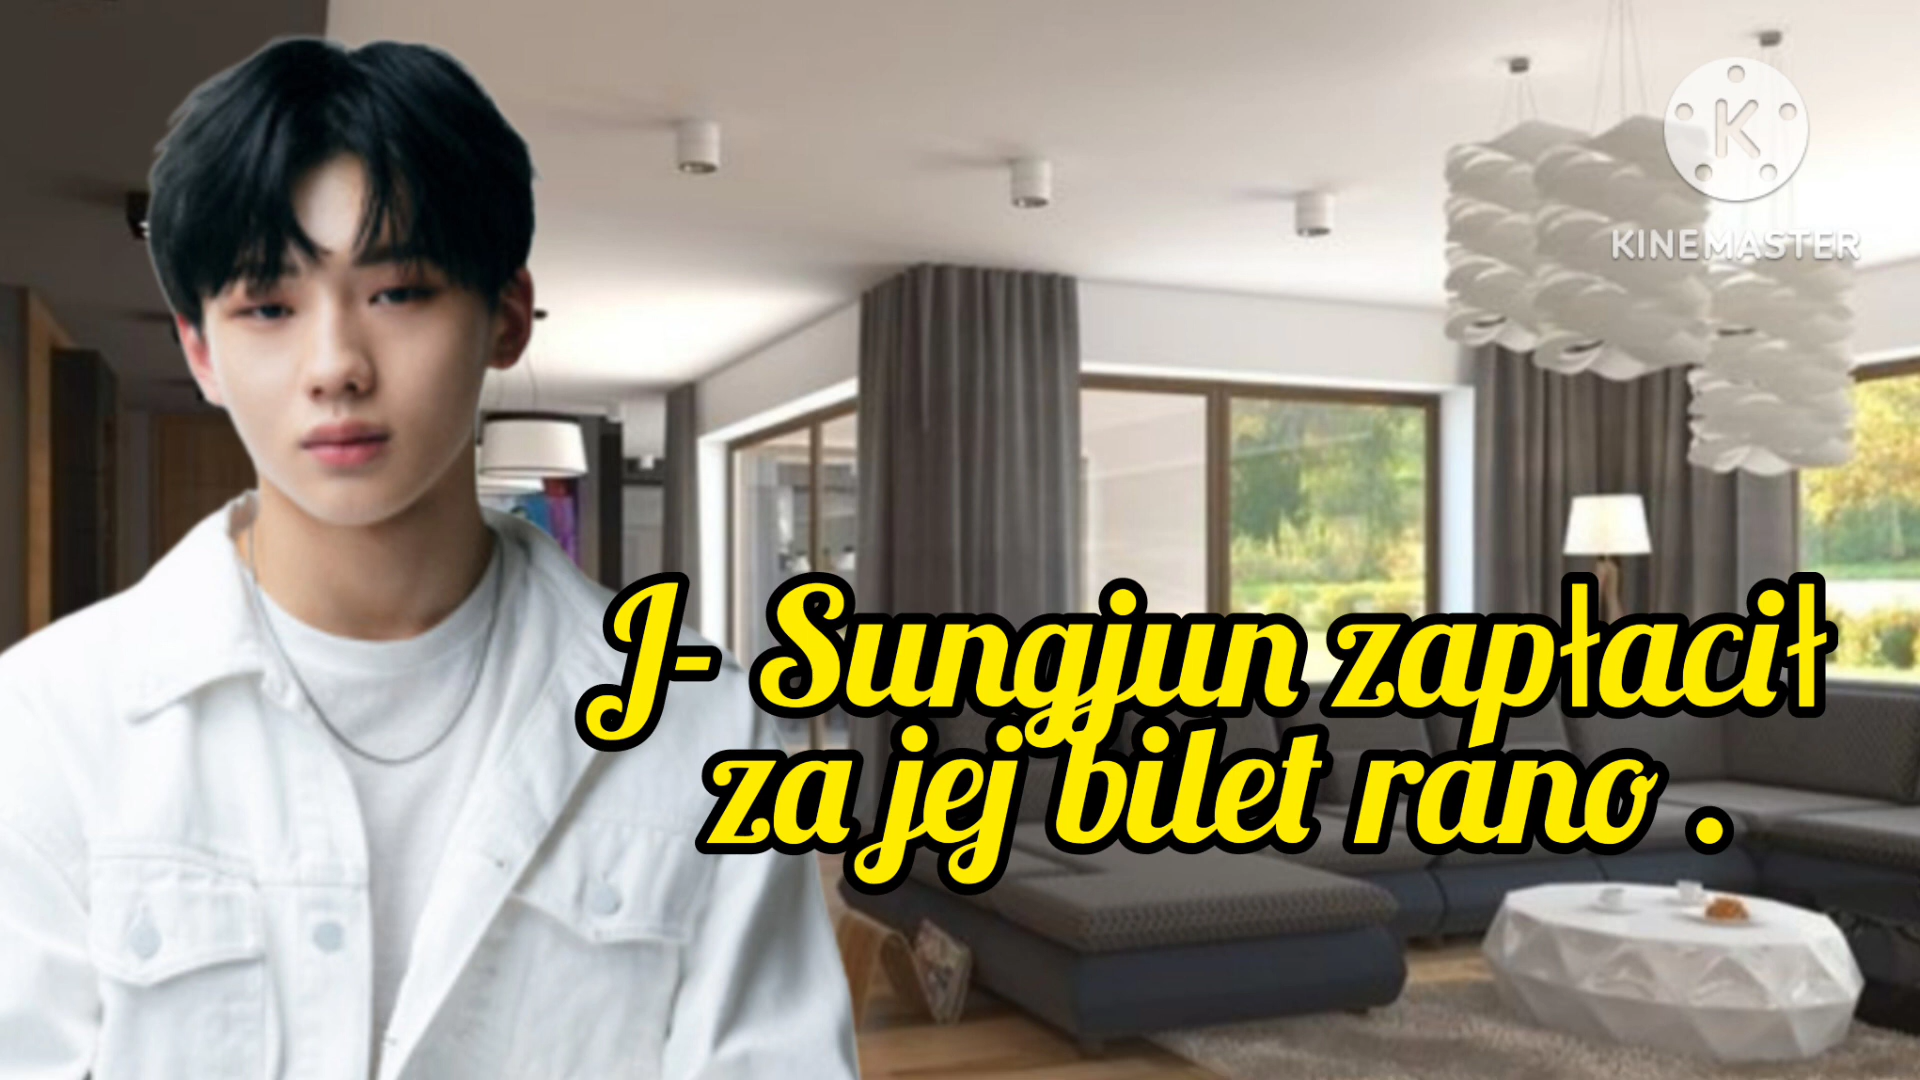 K
KINEMASTER
J- Sungjun zapłacił
za jej bilet rano .